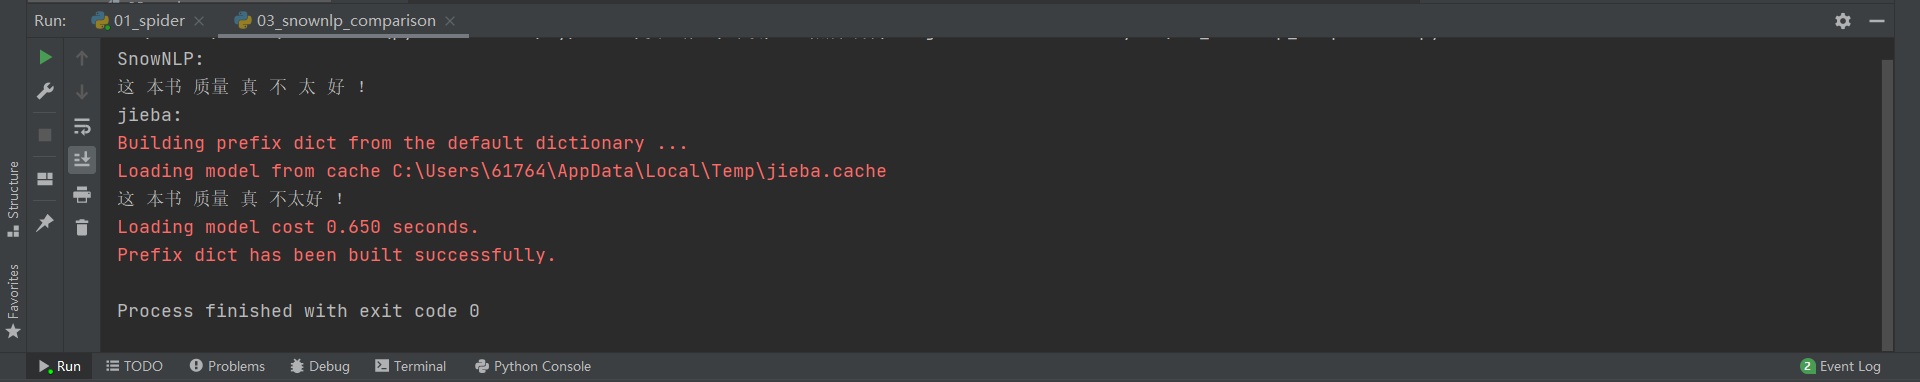 Run: 01_spider 03_snownlp_comparison
SnowNLP:
这 本书 质量 真 不 太 好 !
jieba:
Building prefix dict from the default dictionary ...
Loading model from cache C:\Users\61764\AppData\Local\Temp\jieba.cache
这 本书 质量 真 不太好 !
Loading model cost 0.650 seconds.
Prefix dict has been built successfully.
Process finished with exit code 0
Structure
Favorites
Run TODO Problems Debug Terminal Python Console 2 Event Log